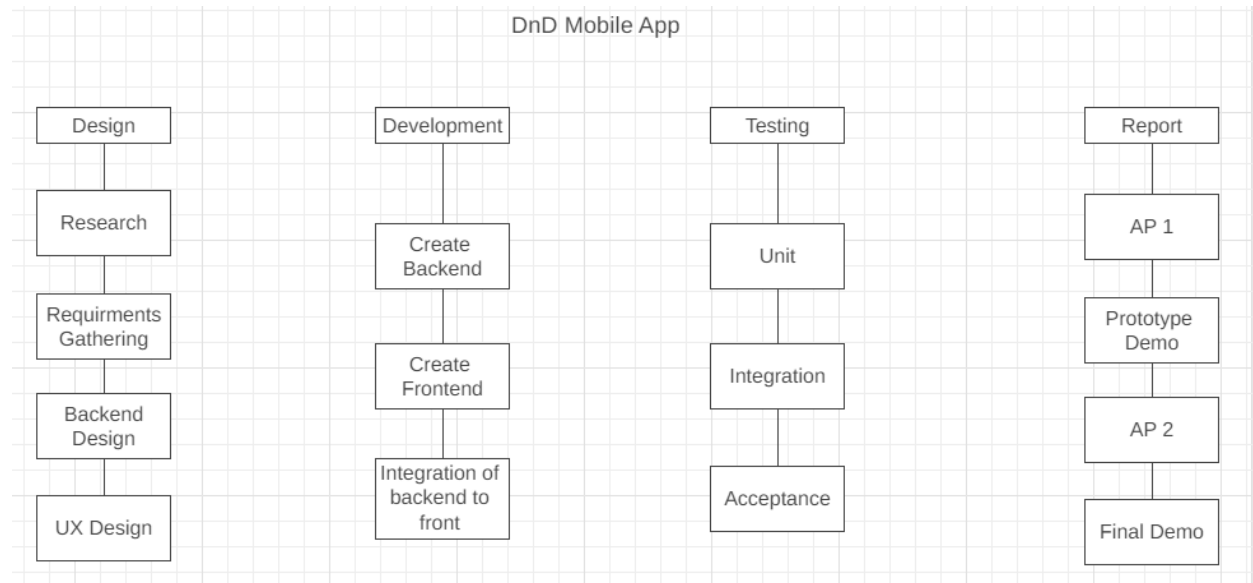 DnD Mobile App
Design
Research
Requirments
Gathering
Backend
Design
UX Design
Development
Create
Backend
Create
Frontend
Integration of
backend to
front
Testing
Unit
Integration
Acceptance
Report
AP 1
Prototype
Demo
AP 2
Final Demo